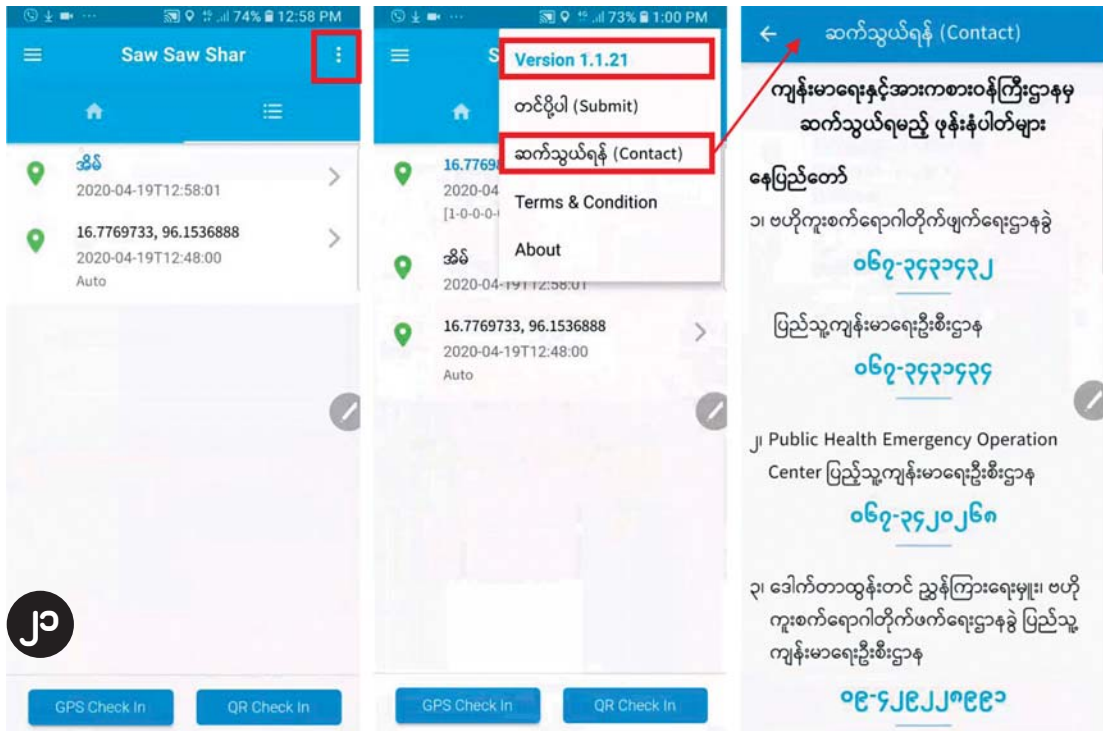 74% 12:58 PM
Saw Saw Shar
အိမ်
2020-04-19T12:58:01
16.7769733, 96.1536888
2020-04-19T12:48:00
Auto
၂၁
GPS Check In
QR Check In
73% 1:00 PM
S
Version 1.1.21
တင်ပို့ပါ (Submit)
ဆက်သွယ်ရန် (Contact)
Terms & Condition
About
16.7769
2020-04
[1-0-0-0-
အိမ်
2020-04-19T12:58:01
16.7769733, 96.1536888
2020-04-19T12:48:00
Auto
GPS Check In
QR Check In
ဆက်သွယ်ရန် (Contact)
ကျန်းမာရေးနှင့်အားကစားဝန်ကြီးဌာနမှ
ဆက်သွယ်ရမည့် ဖုန်းနံပါတ်များ
နေပြည်တော်
၁၊ ဗဟိုကူးစက်ရောဂါတိုက်ဖျက်ရေးဌာနခွဲ
၀၆၇-၃၄၃၁၄၃၂
ပြည်သူ့ကျန်းမာရေးဦးစီးဌာန
၀၆၇-၃၄၃၁၄၃၄
၂၊ Public Health Emergency Operation
Center ပြည့်သူ့ကျန်းမာရေးဦးစီးဌာန
၀၆၇-၃၄၂၀၂၆၈
၃၊ ဒေါက်တာထွန်းတင် ညွှန်ကြားရေးမှူး၊ ဗဟို
ကူးစက်ရောဂါတိုက်ဖက်ရေးဌာနခွဲ ပြည်သူ့
ကျန်းမာရေးဦးစီးဌာန
၀၉-၄၂၉၂၂၈၉၉၁